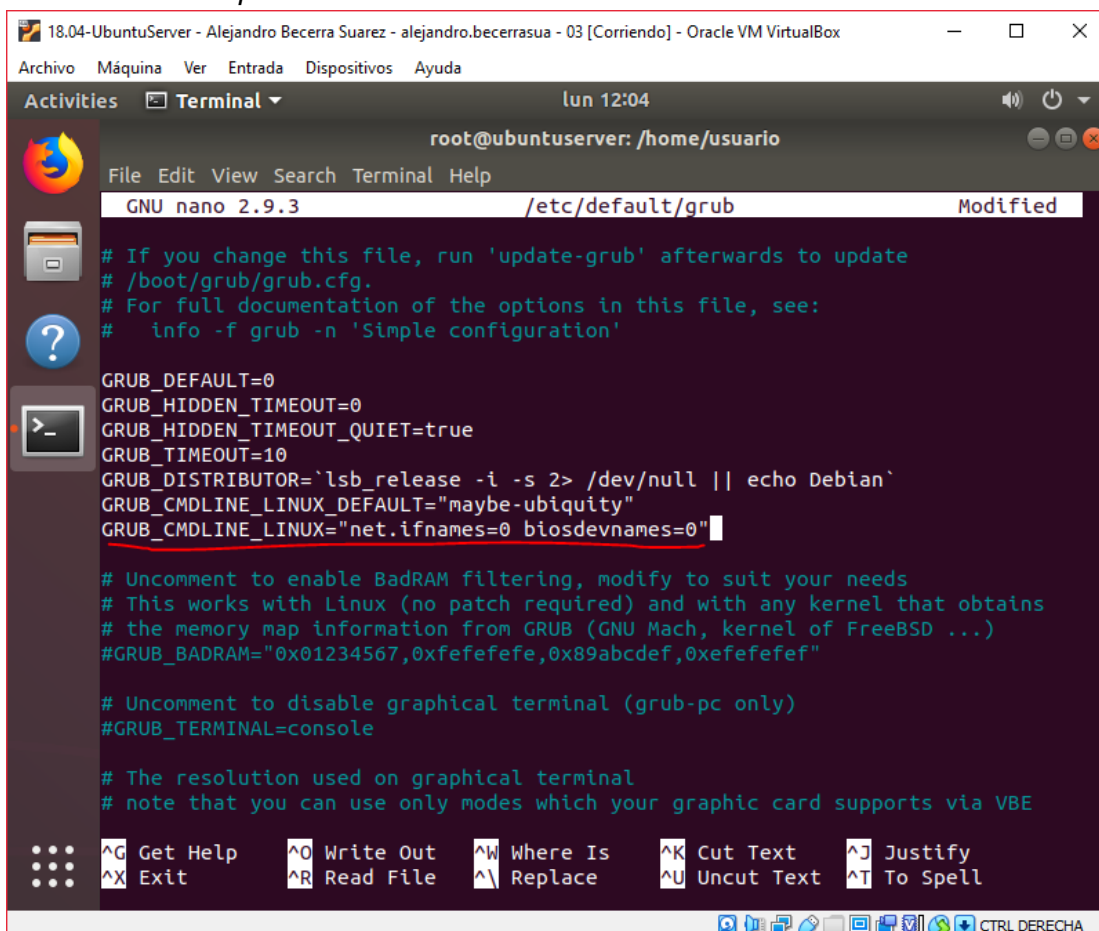 18.04-UbuntuServer - Alejandro Becerra Suarez - alejandro.becerrasua - 03 [Corriendo] - Oracle VM VirtualBox
Archivo Máquina Ver Entrada Dispositivos Ayuda
Activities Terminal lun 12:04
root@ubuntuserver: /home/usuario
File Edit View Search Terminal Help
GNU nano 2.9.3 /etc/default/grub Modified
# If you change this file, run 'update-grub' afterwards to update
# /boot/grub/grub.cfg.
# For full documentation of the options in this file, see:
#   info -f grub -n 'Simple configuration'
GRUB_DEFAULT=0
GRUB_HIDDEN_TIMEOUT=0
GRUB_HIDDEN_TIMEOUT_QUIET=true
GRUB_TIMEOUT=10
GRUB_DISTRIBUTOR=`lsb_release -i -s 2> /dev/null || echo Debian`
GRUB_CMDLINE_LINUX_DEFAULT="maybe-ubiquity"
GRUB_CMDLINE_LINUX="net.ifnames=0 biosdevnames=0"
# Uncomment to enable BadRAM filtering, modify to suit your needs
# This works with Linux (no patch required) and with any kernel that obtains
# the memory map information from GRUB (GNU Mach, kernel of FreeBSD ...)
#GRUB_BADRAM="0x01234567,0xfefefefe,0x89abcdef,0xefefefef"
# Uncomment to disable graphical terminal (grub-pc only)
#GRUB_TERMINAL=console
# The resolution used on graphical terminal
# note that you can use only modes which your graphic card supports via VBE
^G Get Help ^O Write Out ^W Where Is ^K Cut Text ^J Justify
^X Exit ^R Read File ^\ Replace ^U Uncut Text ^T To Spell
CTRL DERECHA